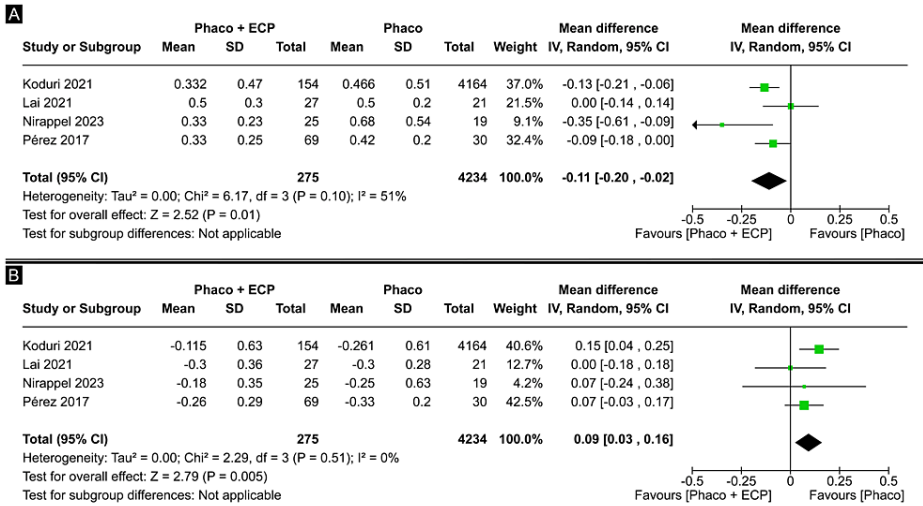 A
Phaco + ECP Phaco Mean difference Mean difference
Study or Subgroup Mean SD Total Mean SD Total Weight IV, Random, 95% CI IV, Random, 95% CI
Koduri 2021 0.332 0.47 154 0.466 0.51 4164 37.0% -0.13 [-0.21 , -0.06]
Lai 2021 0.5 0.3 27 0.5 0.2 21 21.5% 0.00 [-0.14 , 0.14]
Nirappel 2023 0.33 0.23 25 0.68 0.54 19 9.1% -0.35 [-0.61 , -0.09]
Pérez 2017 0.33 0.25 69 0.42 0.2 30 32.4% -0.09 [-0.18 , 0.00]
Total (95% CI) 275 4234 100.0% -0.11 [-0.20 , -0.02]
Heterogeneity: Tau² = 0.00; Chi² = 6.17, df = 3 (P = 0.10); I² = 51%
Test for overall effect: Z = 2.52 (P = 0.01)
Test for subgroup differences: Not applicable
-0.5 -0.25 0 0.25 0.5
Favours [Phaco + ECP] Favours [Phaco]
B
Phaco + ECP Phaco Mean difference Mean difference
Study or Subgroup Mean SD Total Mean SD Total Weight IV, Random, 95% CI IV, Random, 95% CI
Koduri 2021 -0.115 0.63 154 -0.261 0.61 4164 40.6% 0.15 [0.04 , 0.25]
Lai 2021 -0.3 0.36 27 -0.3 0.28 21 12.7% 0.00 [-0.18 , 0.18]
Nirappel 2023 -0.18 0.35 25 -0.25 0.63 19 4.2% 0.07 [-0.24 , 0.38]
Pérez 2017 -0.26 0.29 69 -0.33 0.2 30 42.5% 0.07 [-0.03 , 0.17]
Total (95% CI) 275 4234 100.0% 0.09 [0.03 , 0.16]
Heterogeneity: Tau² = 0.00; Chi² = 2.29, df = 3 (P = 0.51); I² = 0%
Test for overall effect: Z = 2.79 (P = 0.005)
Test for subgroup differences: Not applicable
-0.5 -0.25 0 0.25 0.5
Favours [Phaco + ECP] Favours [Phaco]